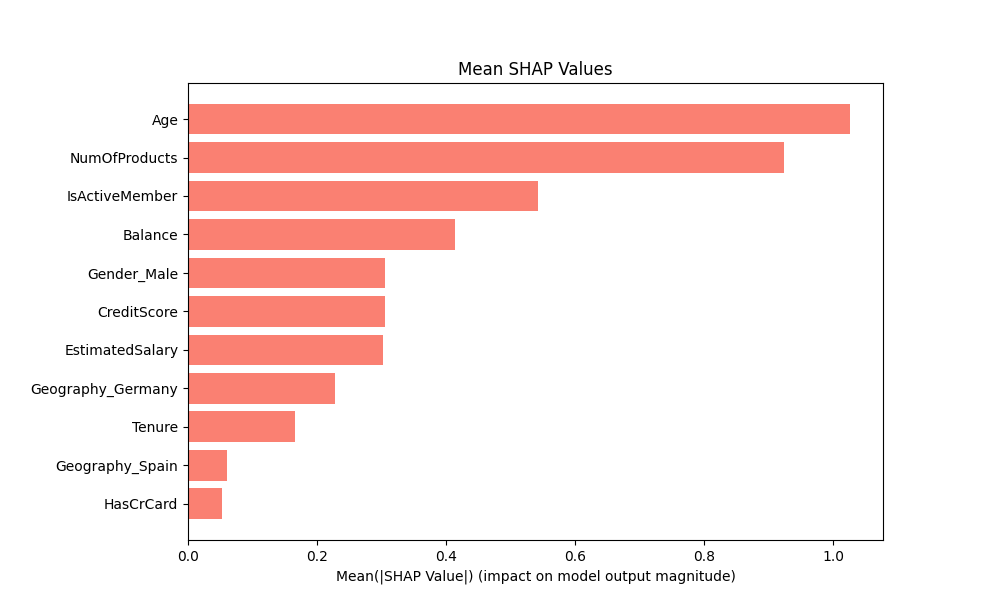 Mean SHAP Values
Age
NumOfProducts
IsActiveMember
Balance
Gender_Male
CreditScore
EstimatedSalary
Geography_Germany
Tenure
Geography_Spain
HasCrCard
0.0 0.2 0.4 0.6 0.8 1.0
Mean(|SHAP Value|) (impact on model output magnitude)